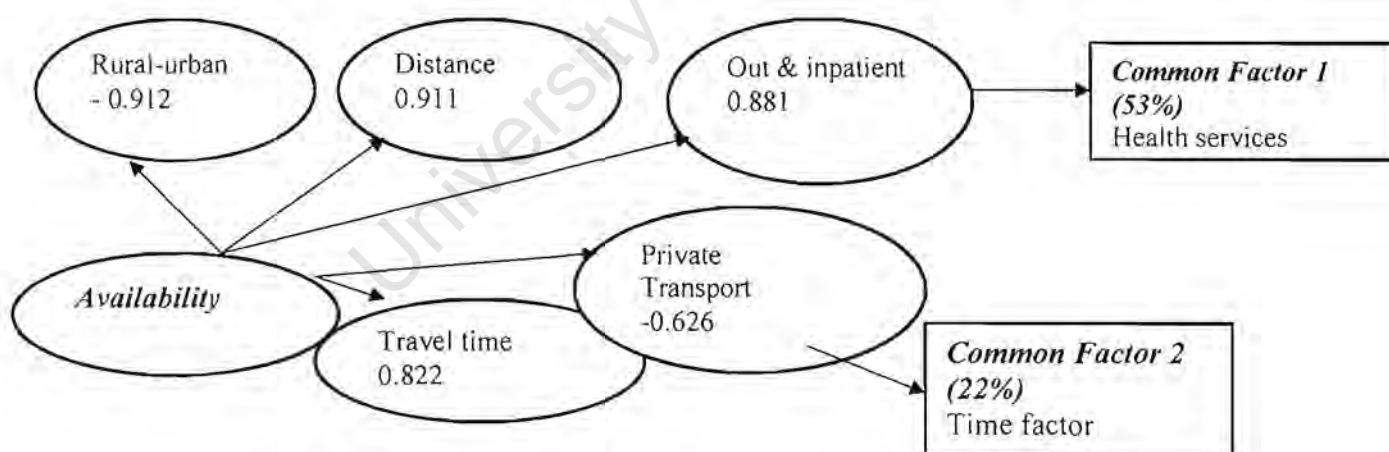 Rural-urban
- 0.912
Distance
0.911
Out & inpatient
0.881
Common Factor 1
(53%)
Health services
University
Availability
Private
Transport
-0.626
Travel time
0.822
Common Factor 2
(22%)
Time factor